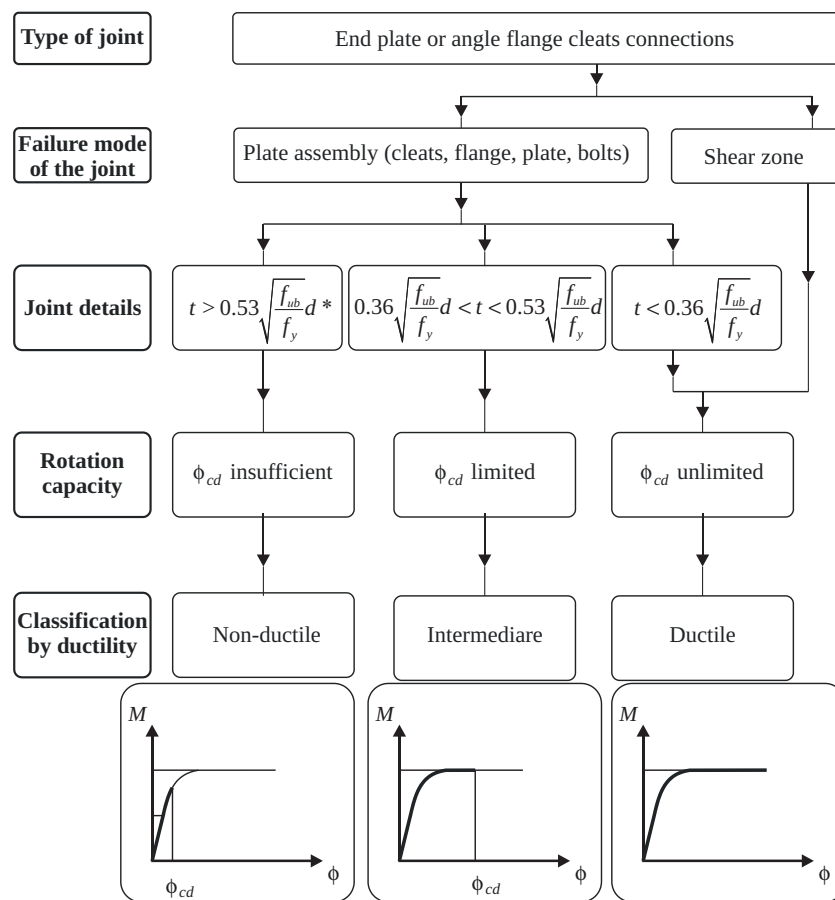 Type of joint
End plate or angle flange cleats connections
Failure mode
of the joint
Plate assembly (cleats, flange, plate, bolts)
Shear zone
Joint details
t > 0.53√(f_ub/f_y) d *
0.36√(f_ub/f_y) d < t < 0.53√(f_ub/f_y) d
t < 0.36√(f_ub/f_y) d
Rotation
capacity
ϕ_cd insufficient
ϕ_cd limited
ϕ_cd unlimited
Classification
by ductility
Non-ductile
Intermediare
Ductile
M
ϕ
ϕ_cd
M
ϕ
ϕ_cd
M
ϕ